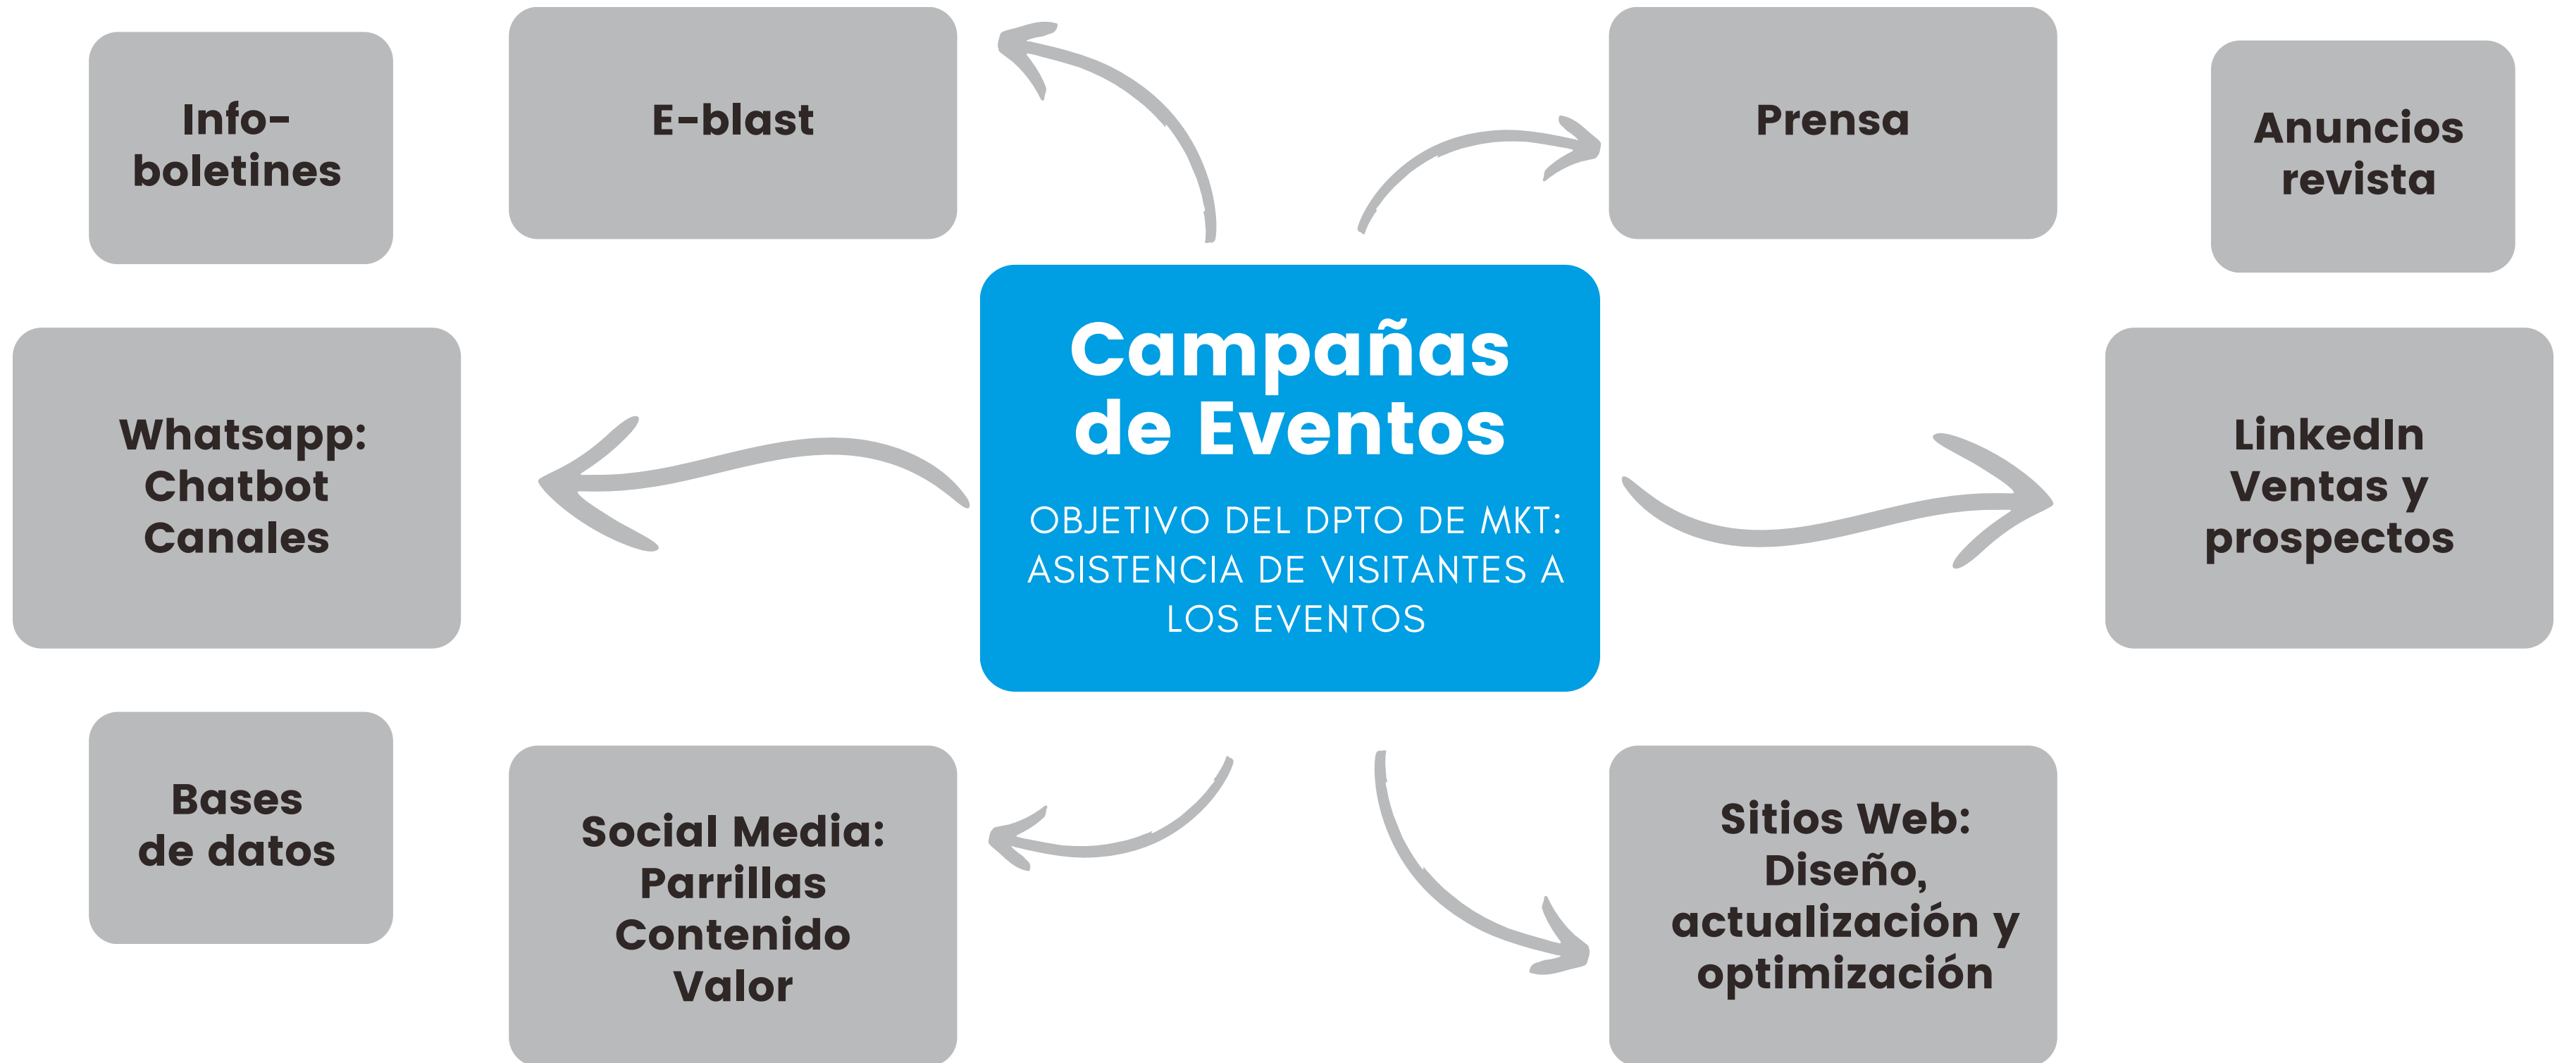 Info-
boletines
E-blast
Prensa
Anuncios
revista
Whatsapp:
Chatbot
Canales
Campañas
de Eventos
OBJETIVO DEL DPTO DE MKT:
ASISTENCIA DE VISITANTES A
LOS EVENTOS
LinkedIn
Ventas y
prospectos
Bases
de datos
Social Media:
Parrillas
Contenido
Valor
Sitios Web:
Diseño,
actualización y
optimización